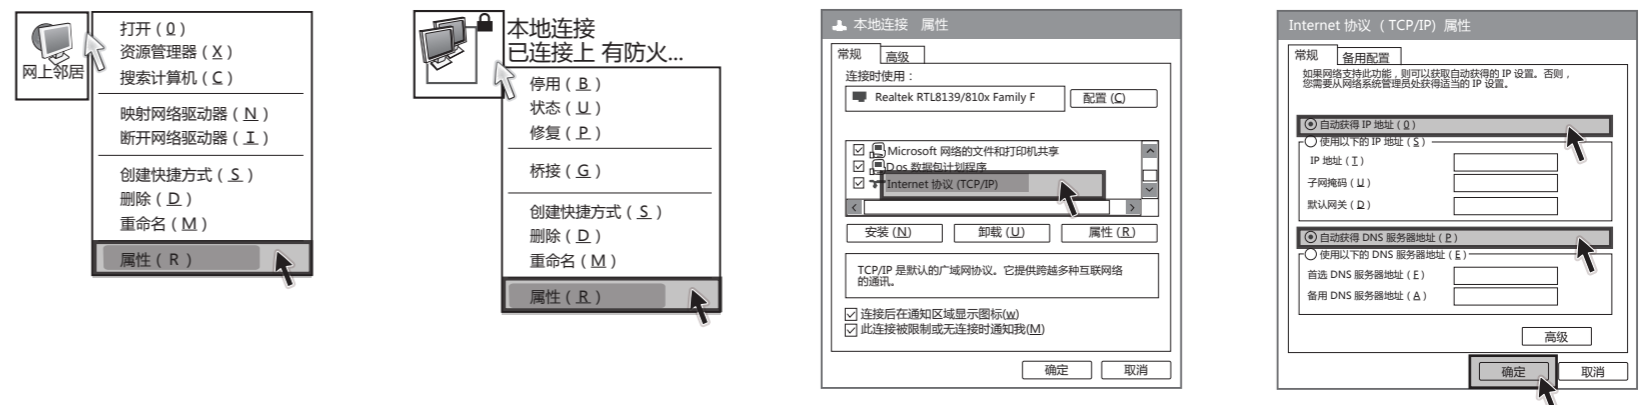 网上邻居
打开 ( 0 )
资源管理器 ( X )
搜索计算机 ( C )
映射网络驱动器 ( N )
断开网络驱动器 ( I )
创建快捷方式 ( S )
删除 ( D )
重命名 ( M )
属性 ( R )
本地连接
已连接上 有防火...
停用 ( B )
状态 ( U )
修复 ( P )
桥接 ( G )
创建快捷方式 ( S )
删除 ( D )
重命名 ( M )
属性 ( R )
本地连接 属性
常规 高级
连接时使用：
Realtek RTL8139/810x Family F 配置 (C)
Microsoft 网络的文件和打印机共享
Dos 数据包计划程序
Internet 协议 (TCP/IP)
安装 (N) 卸载 (U) 属性 (R)
TCP/IP 是默认的广域网协议。它提供跨越多种互联网络
的通讯。
连接后在通知区域显示图标(w)
此连接被限制或无连接时通知我(M)
确定 取消
Internet 协议 ( TCP/IP) 属性
常规 备用配置
如果网络支持此功能，则可以获取自动获得的 IP 设置。否则，
您需要从网络系统管理员处获得适当的 IP 设置。
自动获得 IP 地址 ( 0 )
使用以下的 IP 地址 ( S )
IP 地址 ( I )
子网掩码 ( U )
默认网关 ( D )
自动获得 DNS 服务器地址 ( P )
使用以下的 DNS 服务器地址 ( E )
首选 DNS 服务器地址 ( E )
备用 DNS 服务器地址 ( A )
高级
确定 取消